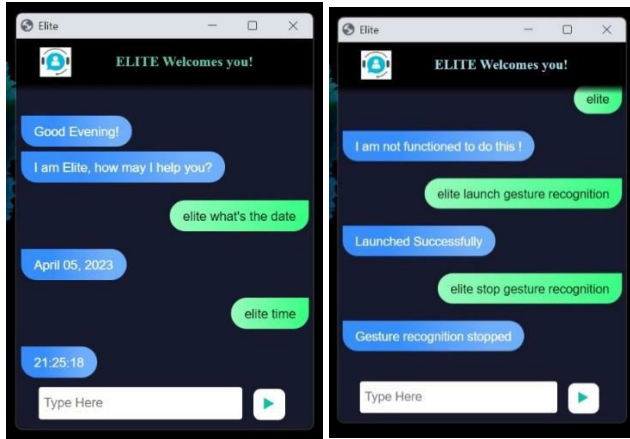 Elite
ELITE Welcomes you!
Good Evening!
I am Elite, how may I help you?
elite what's the date
April 05, 2023
elite time
21:25:18
Type Here
Elite
ELITE Welcomes you!
elite
I am not functioned to do this !
elite launch gesture recognition
Launched Successfully
elite stop gesture recognition
Gesture recognition stopped
Type Here